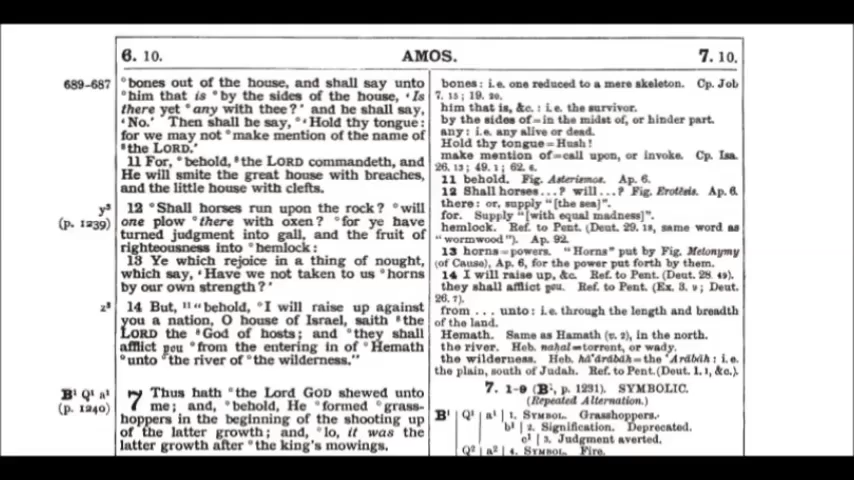 6. 10.
AMOS.
7. 10.
689-687
°bones out of the house, and shall say unto
°him that is °by the sides of the house, ‘Is
there yet °any with thee?’ and he shall say,
‘No.’ Then shall he say, °‘Hold thy tongue:
for we may not °make mention of the name of
°the LORD.’
11 For, °behold, °the LORD commandeth, and
He will smite the great house with breaches,
and the little house with clefts.
y³
(p. 1239)
12 °Shall horses run upon the rock? °will
one plow °there with oxen? °for ye have
turned judgment into gall, and the fruit of
righteousness into °hemlock:
13 Ye which rejoice in a thing of nought,
which say, ‘Have we not taken to us °horns
by our own strength?’
z³
14 But, ¹¹°behold, °I will raise up against
you a nation, O house of Israel, saith °the
LORD the °God of hosts; and °they shall
afflict you °from the entering in of °Hemath
°unto °the river of °the wilderness.”
B¹ Q¹ a¹
(p. 1240)
7 Thus hath °the Lord GOD shewed unto
me; and, °behold, He °formed °grass-
hoppers in the beginning of the shooting up
of the latter growth; and, °lo, it was the
latter growth after °the king's mowings.
bones: i.e. one reduced to a mere skeleton. Cp. Job
7. 15; 19. 20.
him that is, &c.: i.e. the survivor.
by the sides of=in the midst of, or hinder part.
any: i.e. any alive or dead.
Hold thy tongue=Hush!
make mention of=call upon, or invoke. Cp. Isa.
26. 13; 49. 1; 62. 6.
11 behold. Fig. Asterismos. Ap. 6.
12 Shall horses...? will...? Fig. Erotēsis. Ap. 6.
there: or, supply “[the sea]”.
for. Supply “[with equal madness]”.
hemlock. Ref. to Pent. (Deut. 29. 18, same word as
“wormwood”). Ap. 92.
13 horns=powers. “Horns” put by Fig. Metonymy
(of Cause), Ap. 6, for the power put forth by them.
14 I will raise up, &c. Ref. to Pent. (Deut. 28. 49).
they shall afflict you. Ref. to Pent. (Ex. 3. 9; Deut.
26. 7).
from ... unto: i.e. through the length and breadth
of the land.
Hemath. Same as Hamath (v. 2), in the north.
the river. Heb. naḥal=torrent, or wady.
the wilderness. Heb. hā‘ărābāh=the ‘Arābāh: i.e.
the plain, south of Judah. Ref. to Pent. (Deut. 1. 1, &c.).
7. 1-9 (B¹, p. 1231). SYMBOLIC.
(Repeated Alternation.)
B¹ | Q¹ | a¹ | 1. SYMBOL. Grasshoppers.
b¹ | 2. Signification. Deprecated.
c¹ | 3. Judgment averted.
Q² | a² | 4. SYMBOL. Fire.